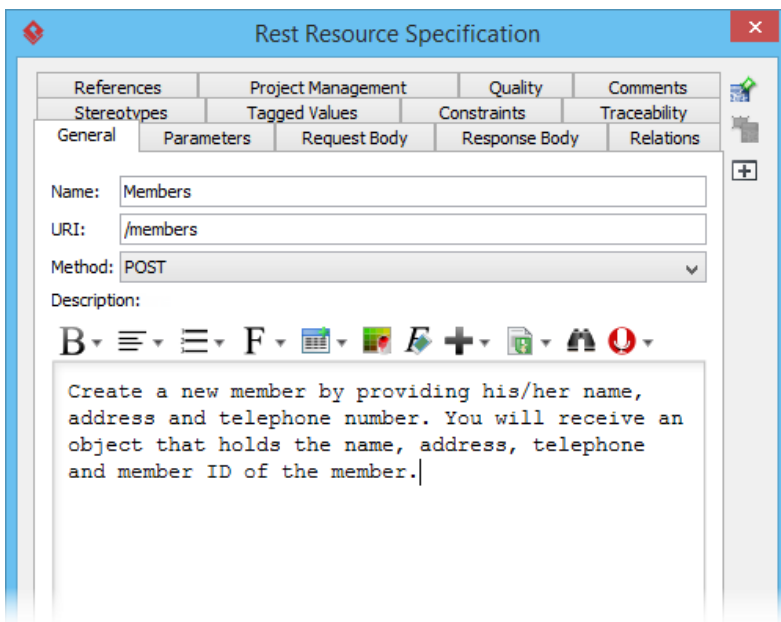 Rest Resource Specification
References Project Management Quality Comments
Stereotypes Tagged Values Constraints Traceability
General Parameters Request Body Response Body Relations
Name: Members
URI: /members
Method: POST
Description:
B F F
Create a new member by providing his/her name,
address and telephone number. You will receive an
object that holds the name, address, telephone
and member ID of the member.